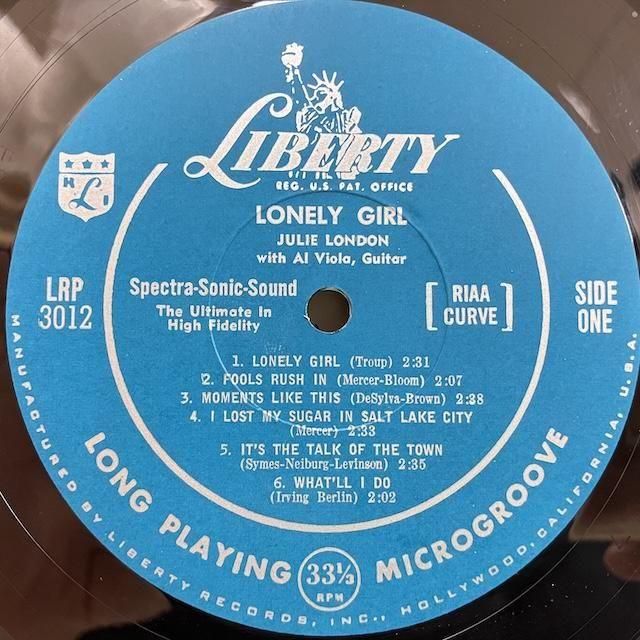 LIBERTY
REG. U.S. PAT. OFFICE
LONELY GIRL
JULIE LONDON
with Al Viola, Guitar
LRP
3012
Spectra-Sonic-Sound
The Ultimate In
High Fidelity
[RIAA
CURVE]
SIDE
ONE
1. LONELY GIRL (Troup) 2:31
2. FOOLS RUSH IN (Mercer-Bloom) 2:07
3. MOMENTS LIKE THIS (DeSylva-Brown) 2:38
4. I LOST MY SUGAR IN SALT LAKE CITY
(Mercer) 2:33
5. IT'S THE TALK OF THE TOWN
(Symes-Neiburg-Levinson) 2:35
6. WHAT'LL I DO
(Irving Berlin) 2:02
LONG PLAYING 33⅓ RPM MICROGROOVE
MANUFACTURED BY LIBERTY RECORDS, INC., HOLLYWOOD, CALIFORNIA, U.S.A.